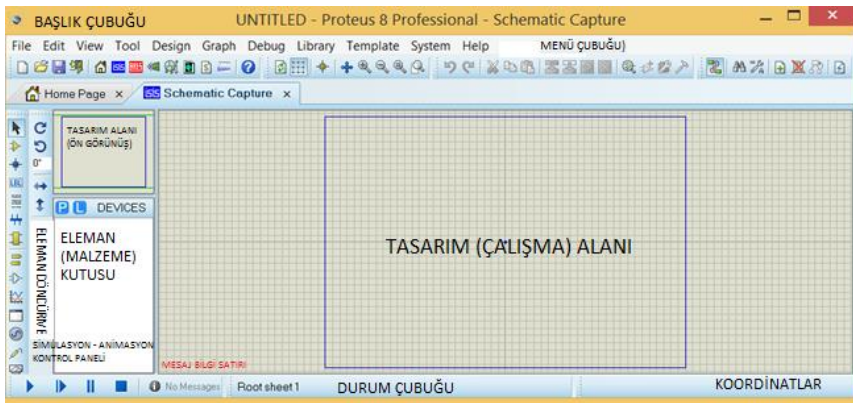 BAŞLIK ÇUBUĞU UNTITLED - Proteus 8 Professional - Schematic Capture
File Edit View Tool Design Graph Debug Library Template System Help MENÜ ÇUBUĞU)
Home Page x ISIS Schematic Capture x
TASARIM ALANI
(ÖN GÖRÜNÜŞ)
0°
LBL
P L DEVICES
ELEMAN
(MALZEME)
KUTUSU
ELEMAN DÖNDÜRME
TASARIM (ÇALIŞMA) ALANI
SİMÜLASYON - ANİMASYON
KONTROL PANELİ
MESAJ BİLGİ SATIRI
No Messages Root sheet 1 DURUM ÇUBUĞU KOORDİNATLAR